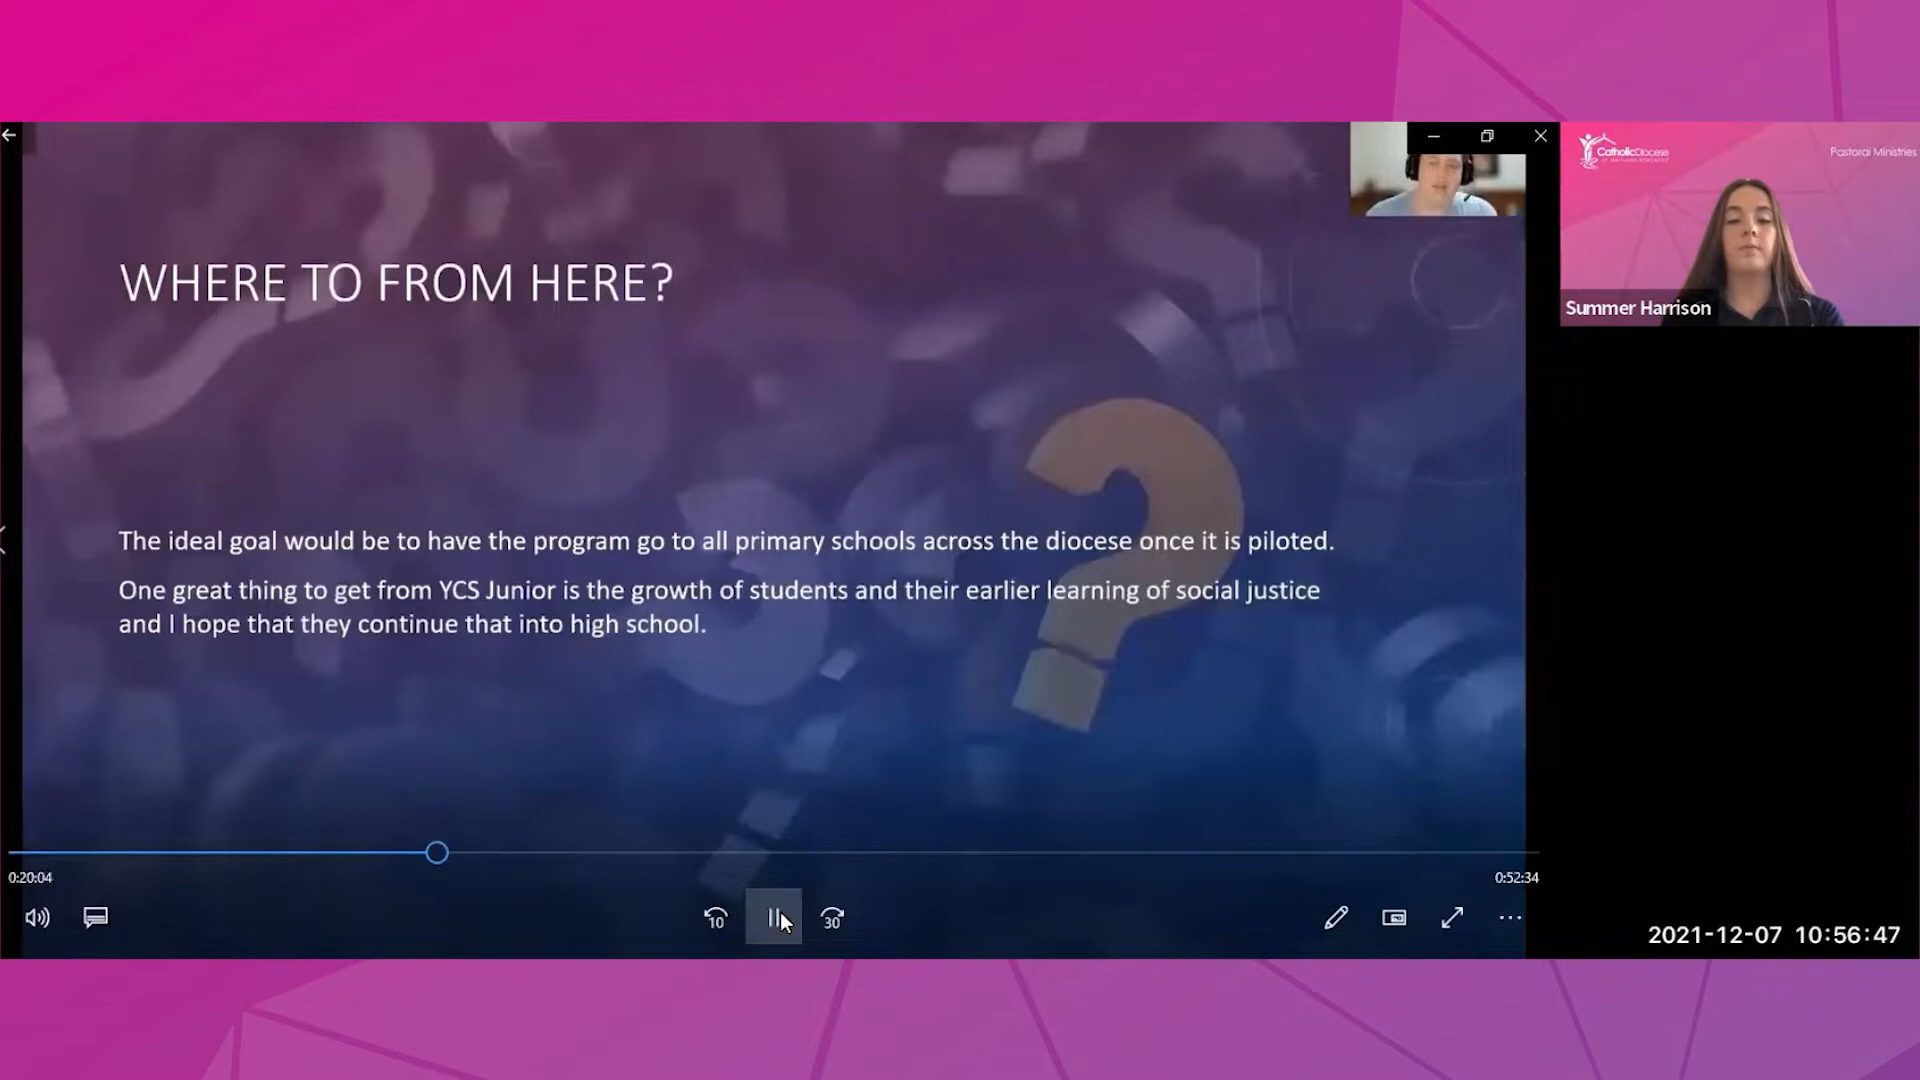 CatholicDiocese
OF MAITLAND-NEWCASTLE
Pastoral Ministries
WHERE TO FROM HERE?
Summer Harrison
The ideal goal would be to have the program go to all primary schools across the diocese once it is piloted.
One great thing to get from YCS Junior is the growth of students and their earlier learning of social justice
and I hope that they continue that into high school.
0:20:04
0:52:34
10
30
2021-12-07 10:56:47